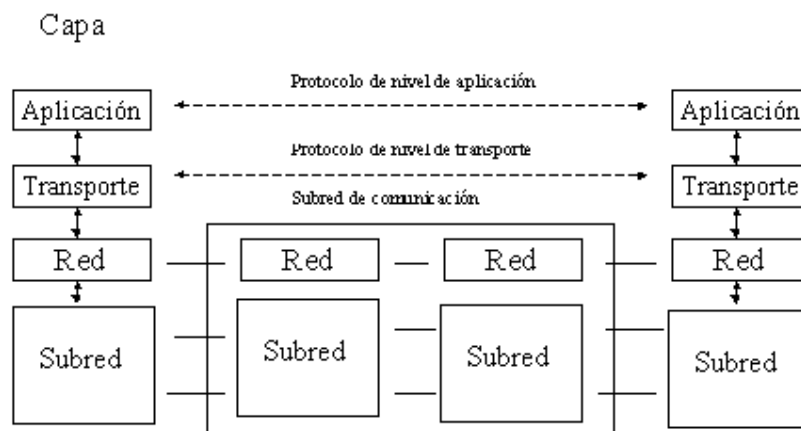 Capa
Protocolo de nivel de aplicación
Aplicación
Aplicación
Protocolo de nivel de transporte
Transporte
Transporte
Subred de comunicación
Red
Red
Red
Red
Subred
Subred
Subred
Subred